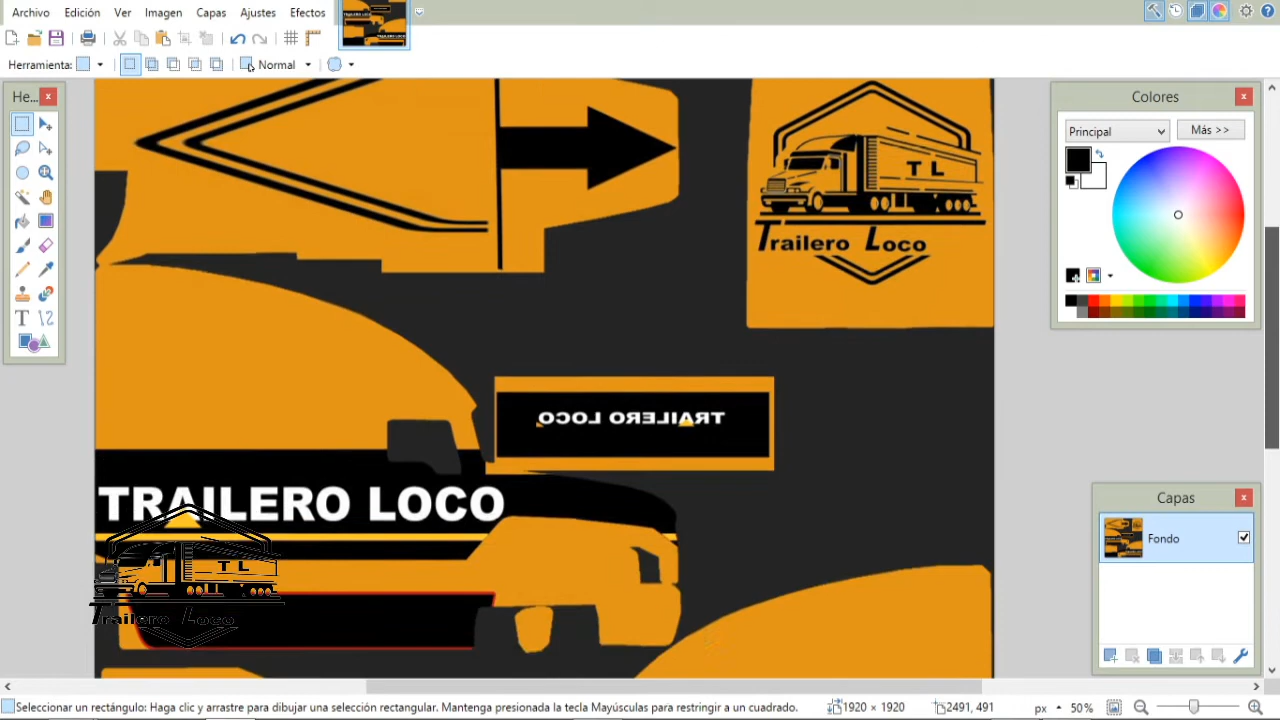 Archivo Edición Ver Imagen Capas Ajustes Efectos
Herramienta: Normal
He...
Colores
Principal Más >>
T L
Trailero Loco
TRAILERO LOCO
TRAILERO LOCO
T L
Trailero Loco
Capas
Fondo
Seleccionar un rectángulo: Haga clic y arrastre para dibujar una selección rectangular. Mantenga presionada la tecla Mayúsculas para restringir a un cuadrado. 1920 × 1920 2491, 491 px 50%